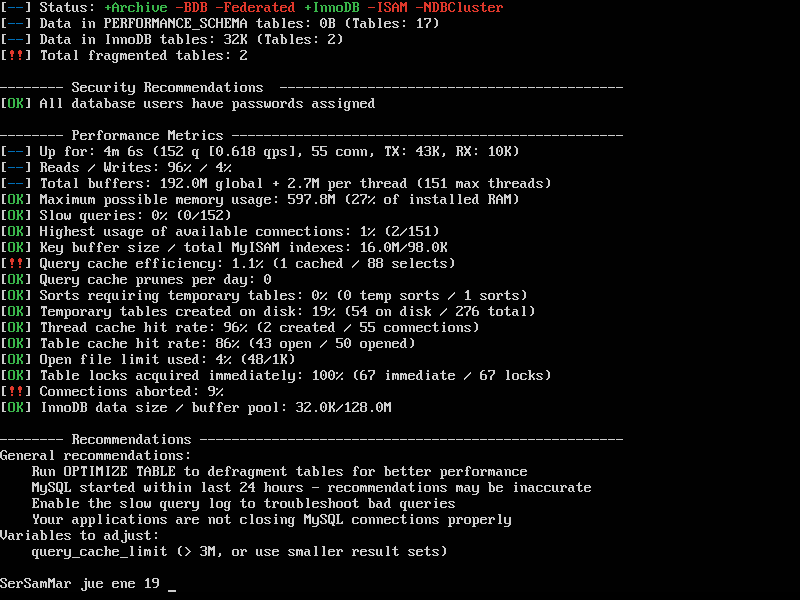 [--] Status: +Archive -BDB -Federated +InnoDB -ISAM -NDBCluster
[--] Data in PERFORMANCE_SCHEMA tables: 0B (Tables: 17)
[--] Data in InnoDB tables: 32K (Tables: 2)
[!!] Total fragmented tables: 2

-------- Security Recommendations  -------------------------------------------
[OK] All database users have passwords assigned

-------- Performance Metrics -------------------------------------------------
[--] Up for: 4m 6s (152 q [0.618 qps], 55 conn, TX: 43K, RX: 10K)
[--] Reads / Writes: 96% / 4%
[--] Total buffers: 192.0M global + 2.7M per thread (151 max threads)
[OK] Maximum possible memory usage: 597.8M (27% of installed RAM)
[OK] Slow queries: 0% (0/152)
[OK] Highest usage of available connections: 1% (2/151)
[OK] Key buffer size / total MyISAM indexes: 16.0M/98.0K
[!!] Query cache efficiency: 1.1% (1 cached / 88 selects)
[OK] Query cache prunes per day: 0
[OK] Sorts requiring temporary tables: 0% (0 temp sorts / 1 sorts)
[OK] Temporary tables created on disk: 19% (54 on disk / 276 total)
[OK] Thread cache hit rate: 96% (2 created / 55 connections)
[OK] Table cache hit rate: 86% (43 open / 50 opened)
[OK] Open file limit used: 4% (48/1K)
[OK] Table locks acquired immediately: 100% (67 immediate / 67 locks)
[!!] Connections aborted: 9%
[OK] InnoDB data size / buffer pool: 32.0K/128.0M

-------- Recommendations -----------------------------------------------------
General recommendations:
    Run OPTIMIZE TABLE to defragment tables for better performance
    MySQL started within last 24 hours - recommendations may be inaccurate
    Enable the slow query log to troubleshoot bad queries
    Your applications are not closing MySQL connections properly
Variables to adjust:
    query_cache_limit (> 3M, or use smaller result sets)

SerSamMar jue ene 19 _